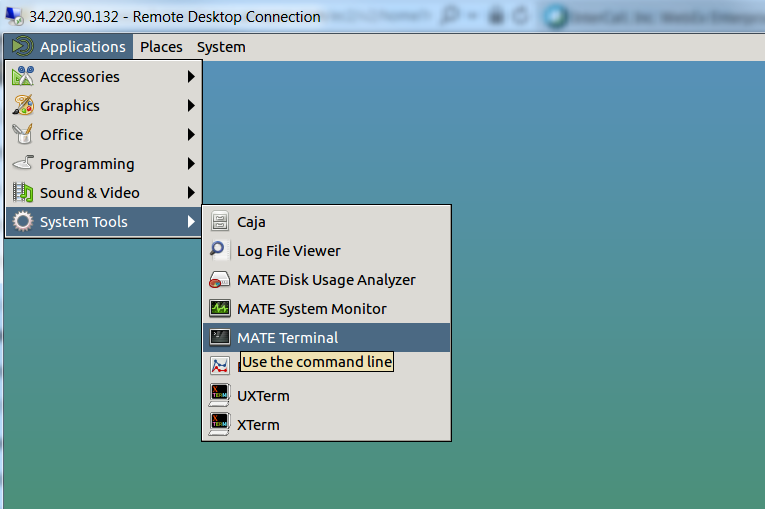 34.220.90.132 - Remote Desktop Connection
Applications Places System
Accessories
Graphics
Office
Programming
Sound & Video
System Tools
Caja
Log File Viewer
MATE Disk Usage Analyzer
MATE System Monitor
MATE Terminal
Use the command line
UXTerm
XTerm